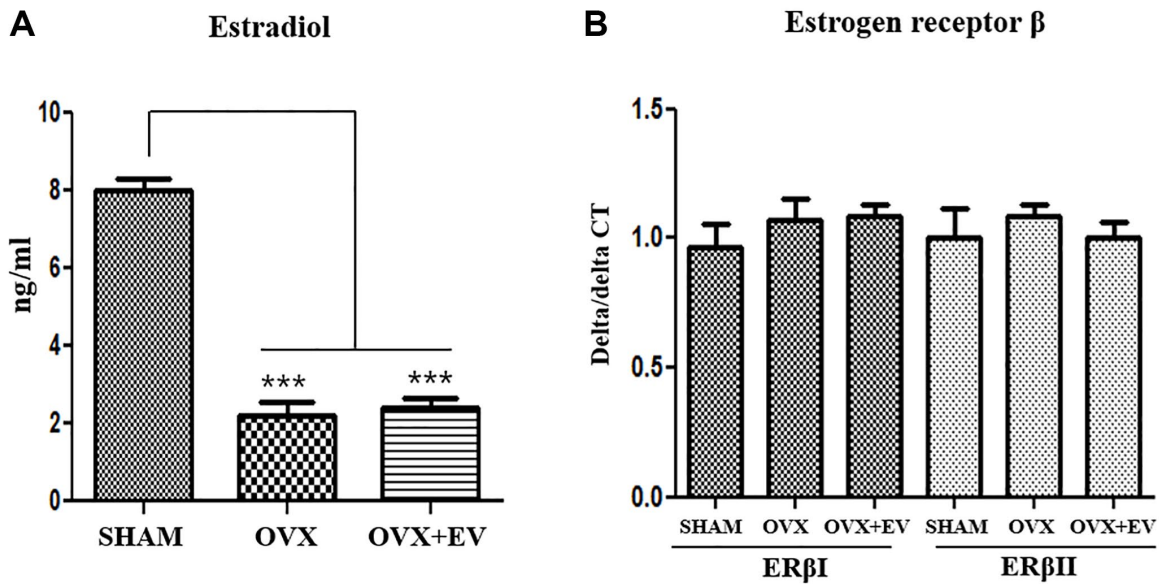 A
Estradiol
10
8
6
4
2
0
ng/ml
***
***
SHAM
OVX
OVX+EV
B
Estrogen receptor β
1.5
1.0
0.5
0.0
Delta/delta CT
SHAM
OVX
OVX+EV
SHAM
OVX
OVX+EV
ERβI
ERβII